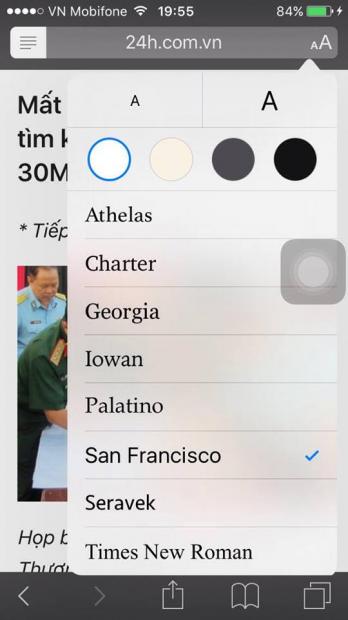 VN Mobifone 19:55 84%
24h.com.vn AA
Mất
A A
tìm k
30M
* Tiếp
Athelas
Charter
Georgia
Iowan
Palatino
San Francisco
Seravek
Họp b
Times New Roman
Thươn